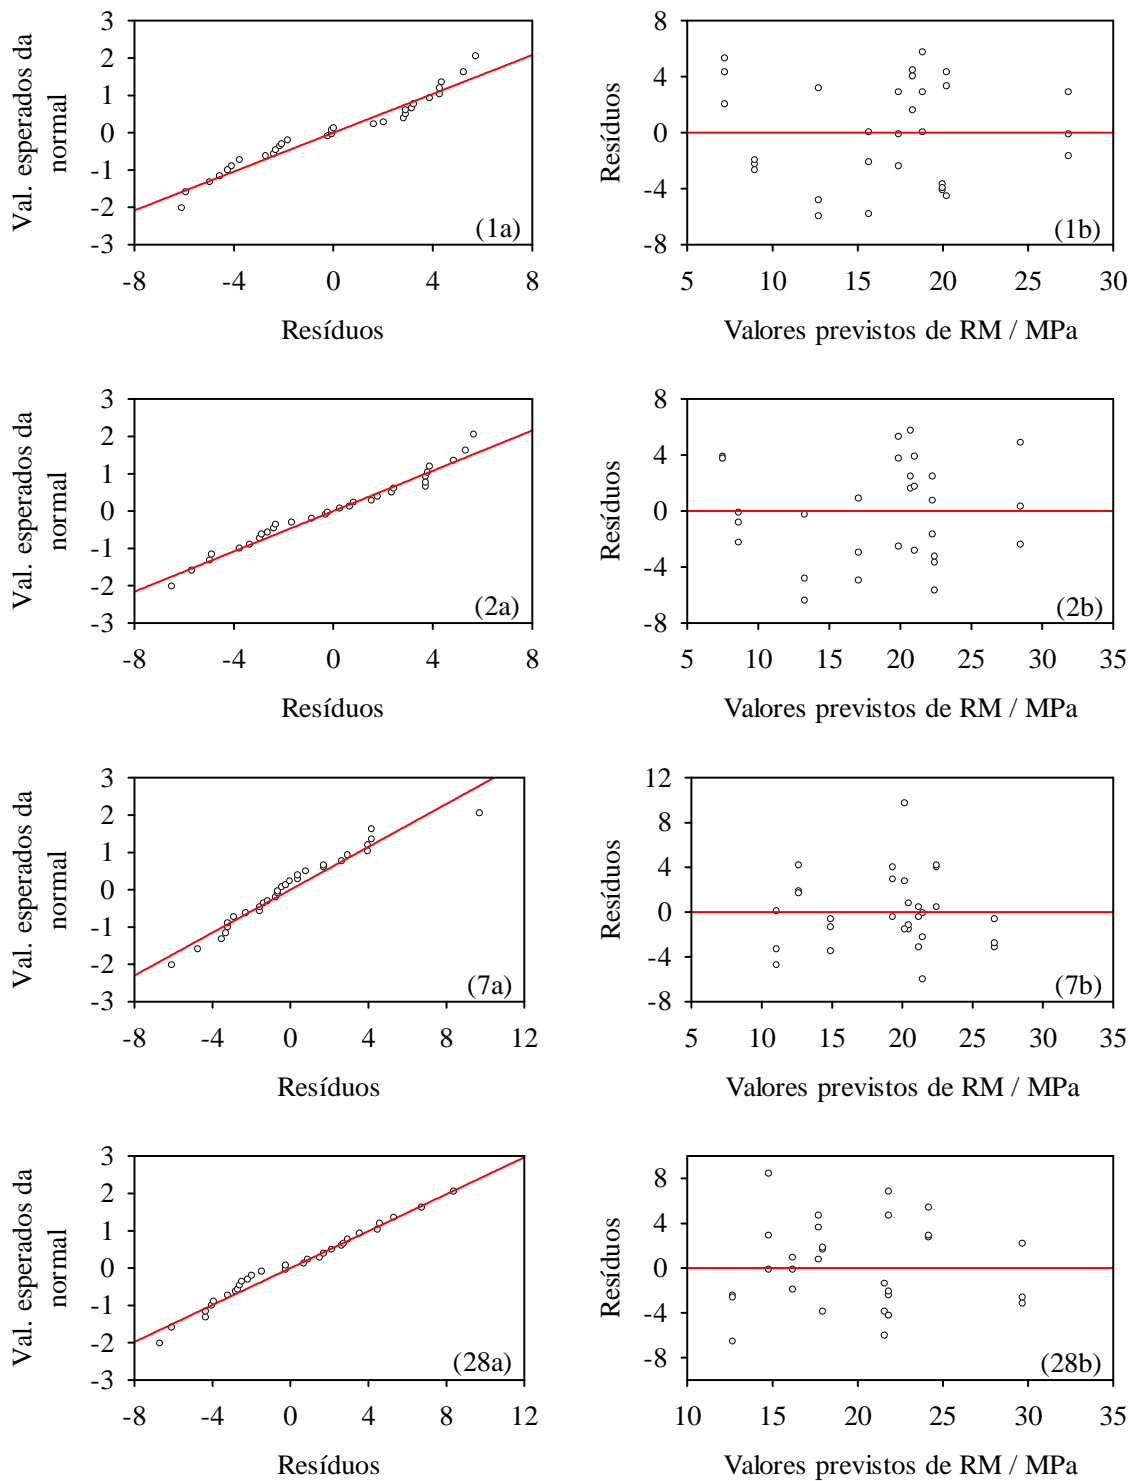 3
2
1
0
-1
-2
-3
Val. esperados da
normal
(1a)
-8 -4 0 4 8
Resíduos
8
4
0
-4
-8
Resíduos
(1b)
5 10 15 20 25 30
Valores previstos de RM / MPa
3
2
1
0
-1
-2
-3
Val. esperados da
normal
(2a)
-8 -4 0 4 8
Resíduos
8
4
0
-4
-8
Resíduos
(2b)
5 10 15 20 25 30 35
Valores previstos de RM / MPa
3
2
1
0
-1
-2
-3
Val. esperados da
normal
(7a)
-8 -4 0 4 8 12
Resíduos
12
8
4
0
-4
-8
Resíduos
(7b)
5 10 15 20 25 30 35
Valores previstos de RM / MPa
3
2
1
0
-1
-2
-3
Val. esperados da
normal
(28a)
-8 -4 0 4 8 12
Resíduos
8
4
0
-4
-8
Resíduos
(28b)
10 15 20 25 30 35
Valores previstos de RM / MPa